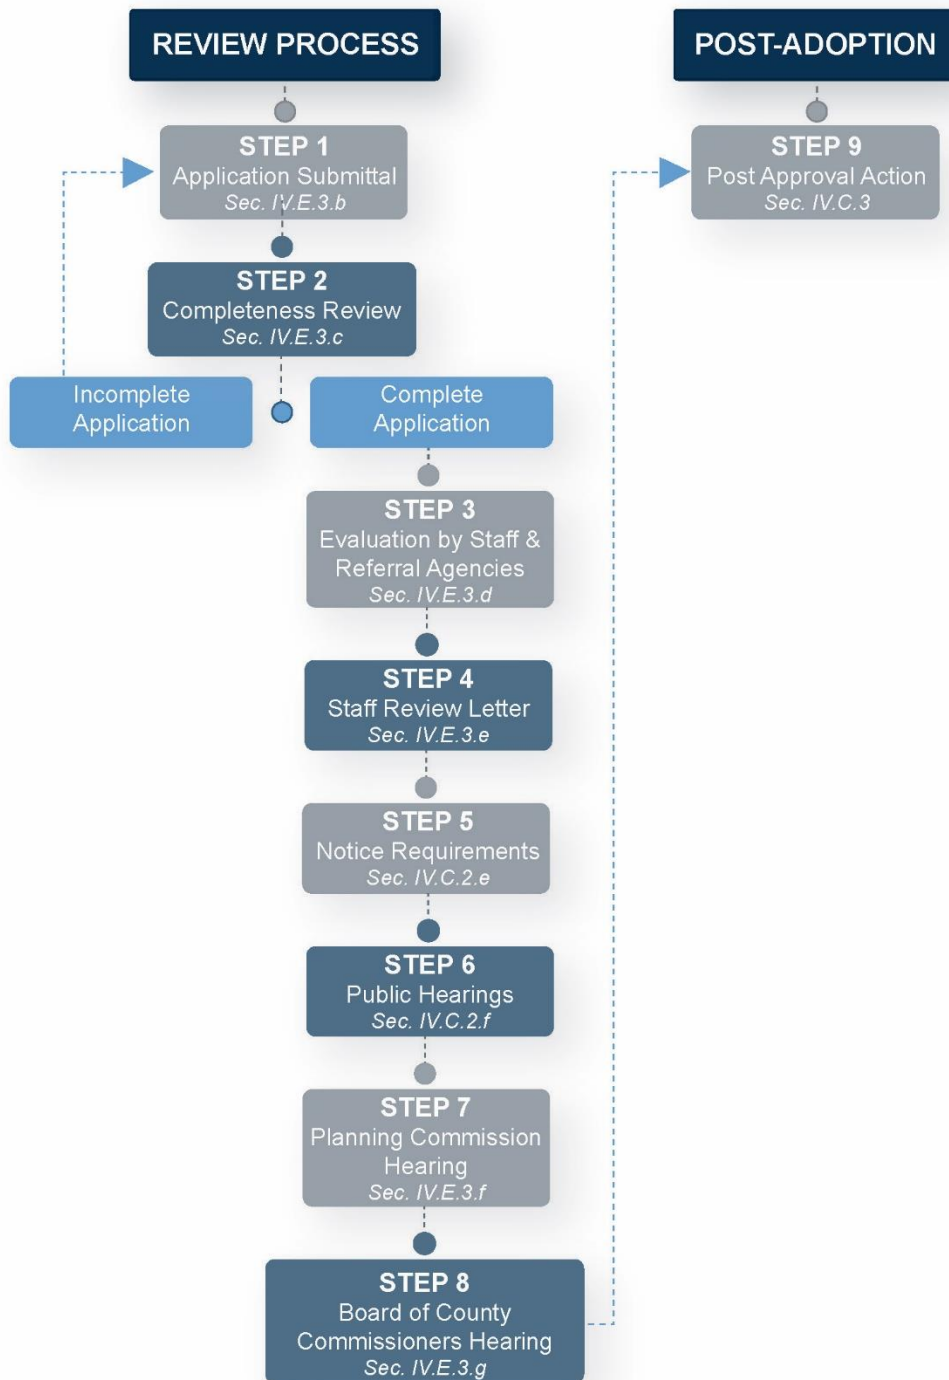 REVIEW PROCESS
STEP 1
Application Submittal
Sec. IV.E.3.b
STEP 2
Completeness Review
Sec. IV.E.3.c
Incomplete
Application
Complete
Application
STEP 3
Evaluation by Staff &
Referral Agencies
Sec. IV.E.3.d
STEP 4
Staff Review Letter
Sec. IV.E.3.e
STEP 5
Notice Requirements
Sec. IV.C.2.e
STEP 6
Public Hearings
Sec. IV.C.2.f
STEP 7
Planning Commission
Hearing
Sec. IV.E.3.f
STEP 8
Board of County
Commissioners Hearing
Sec. IV.E.3.g
POST-ADOPTION
STEP 9
Post Approval Action
Sec. IV.C.3